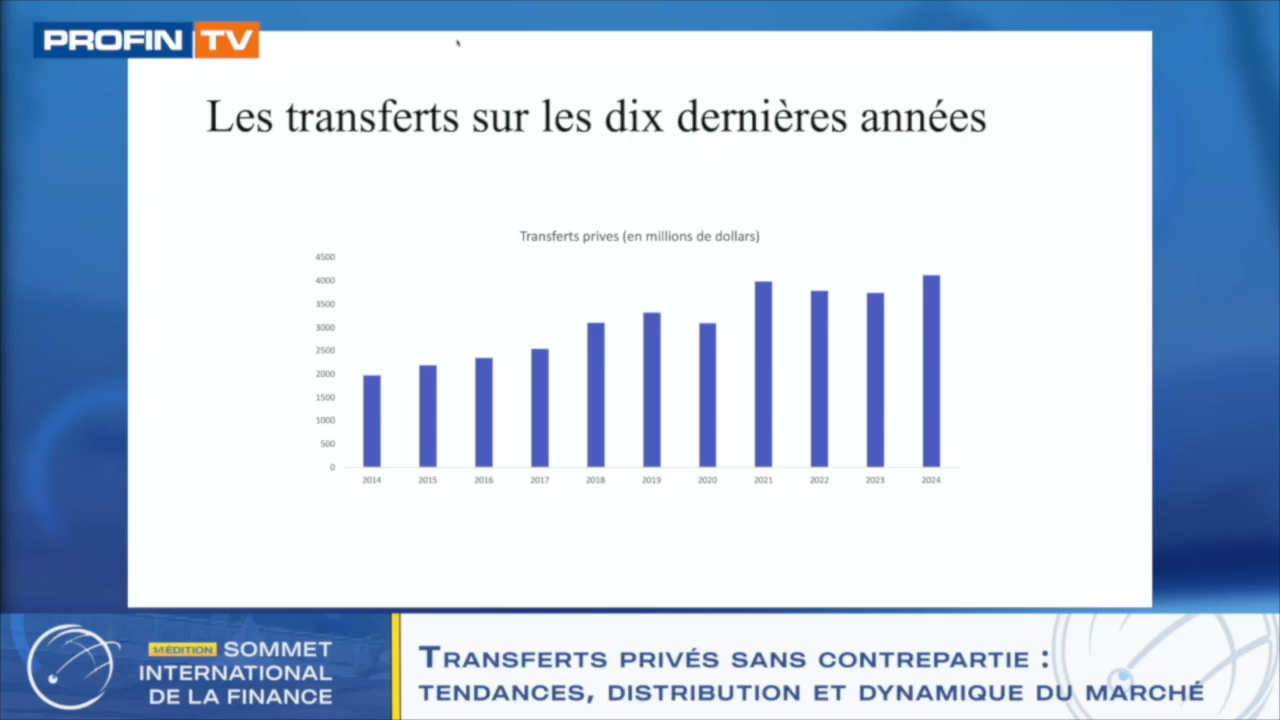 PROFIN TV
Les transferts sur les dix dernières années
Transferts prives (en millions de dollars)
4500
4000
3500
3000
2500
2000
1500
1000
500
0
2014 2015 2016 2017 2018 2019 2020 2021 2022 2023 2024
14ÉDITION SOMMET
INTERNATIONAL
DE LA FINANCE
TRANSFERTS PRIVÉS SANS CONTREPARTIE :
TENDANCES, DISTRIBUTION ET DYNAMIQUE DU MARCHÉ